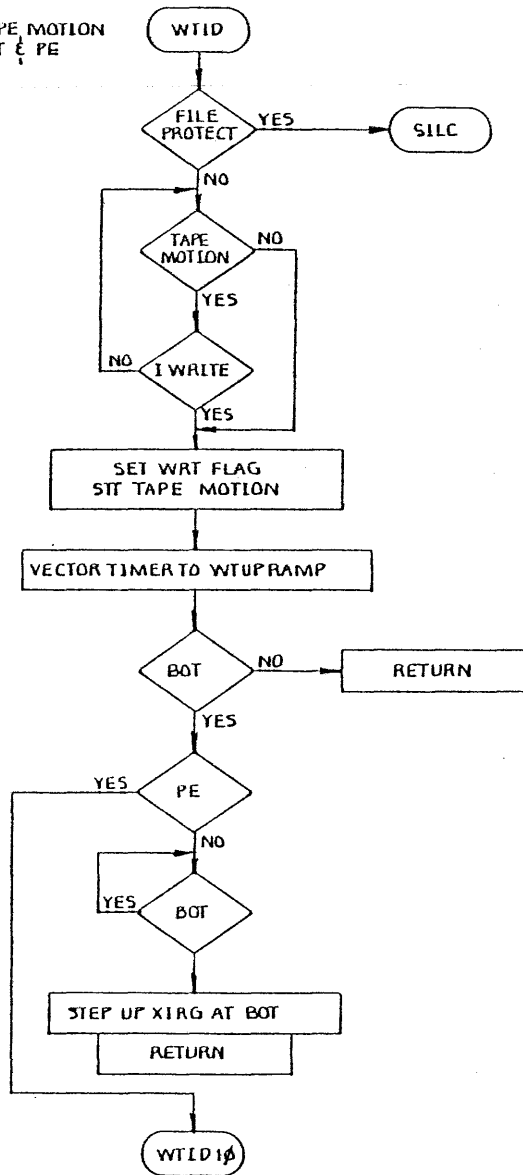 PE MOTION
T & PE
WTID
FILE
PROTECT
YES
SILC
NO
TAPE
MOTION
NO
YES
NO
I WRITE
YES
SET WRT FLAG
STT TAPE MOTION
VECTOR TIMER TO WTUPRAMP
BOT
NO
RETURN
YES
YES
PE
NO
YES
BOT
STEP UP XIRG AT BOT
RETURN
WTID1∅